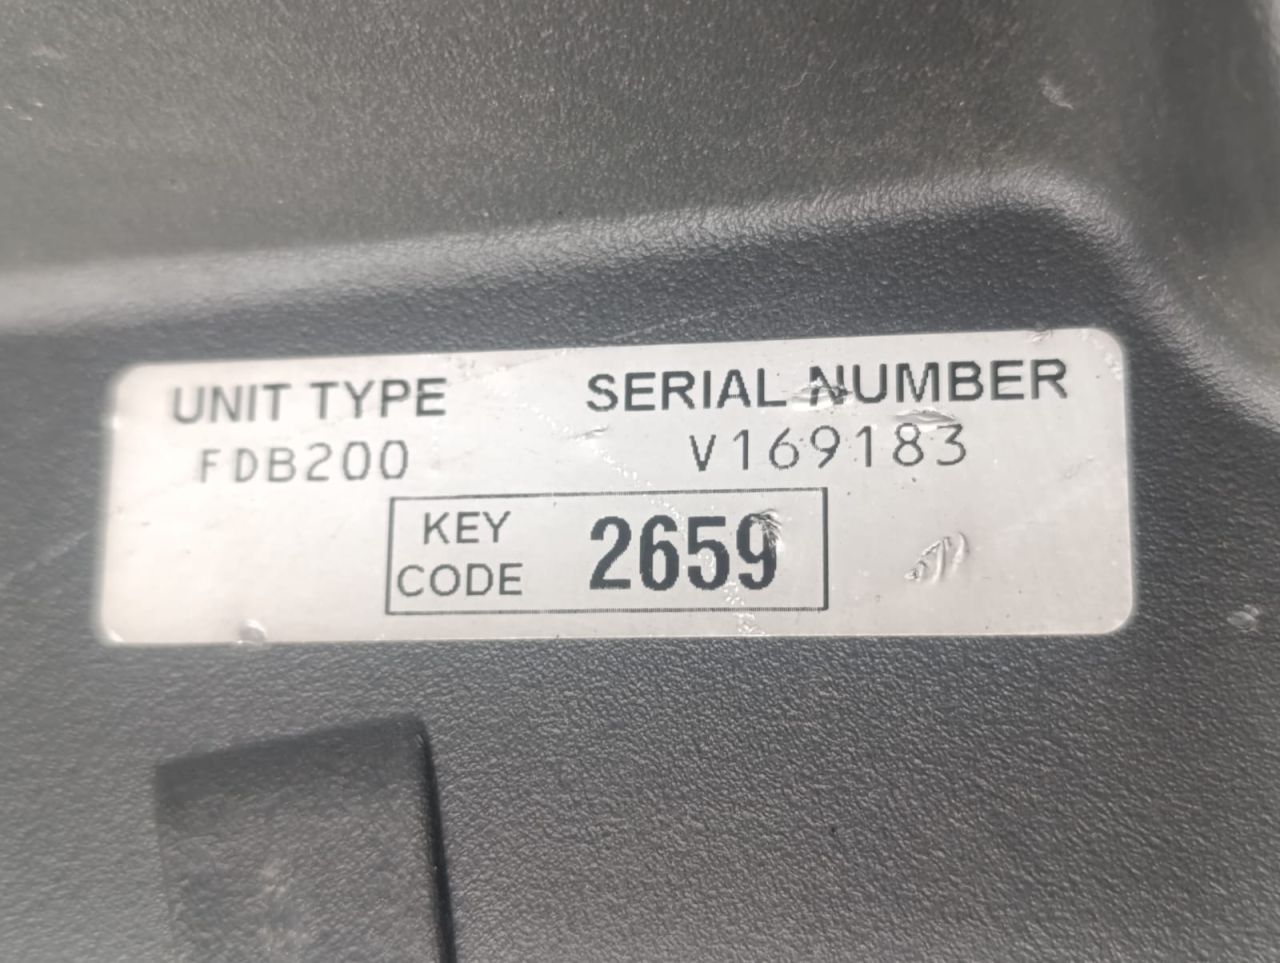 UNIT TYPE SERIAL NUMBER
FDB200 V169183
KEY CODE 2659